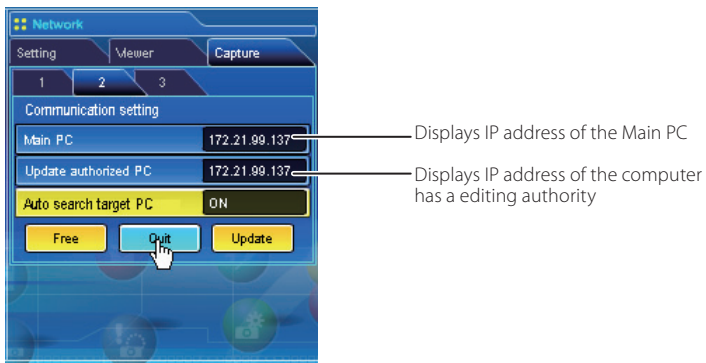 Network
Setting Viewer Capture
1 2 3
Communication setting
Main PC 172.21.99.137
Displays IP address of the Main PC
Update authorized PC 172.21.99.137
Displays IP address of the computer
has a editing authority
Auto search target PC ON
Free Quit Update